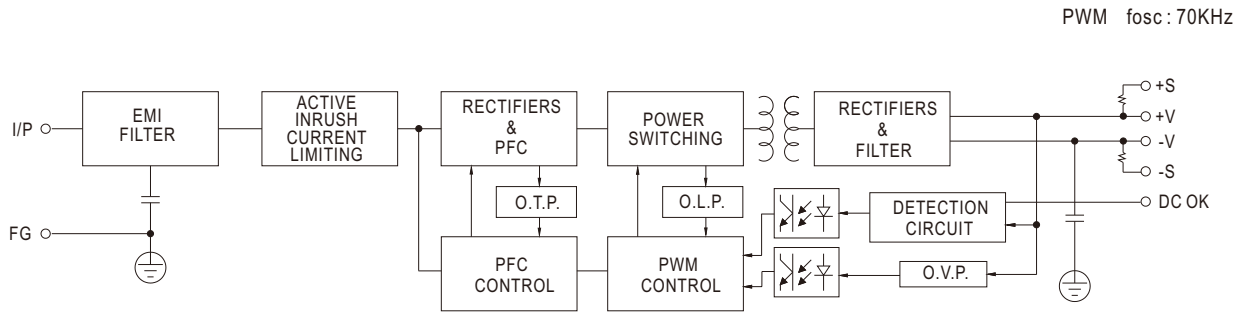 PWM fosc : 70KHz
I/P
EMI
FILTER
ACTIVE
INRUSH
CURRENT
LIMITING
RECTIFIERS
&
PFC
POWER
SWITCHING
RECTIFIERS
&
FILTER
+S
+V
-V
-S
DC OK
O.T.P.
O.L.P.
DETECTION
CIRCUIT
FG
PFC
CONTROL
PWM
CONTROL
O.V.P.